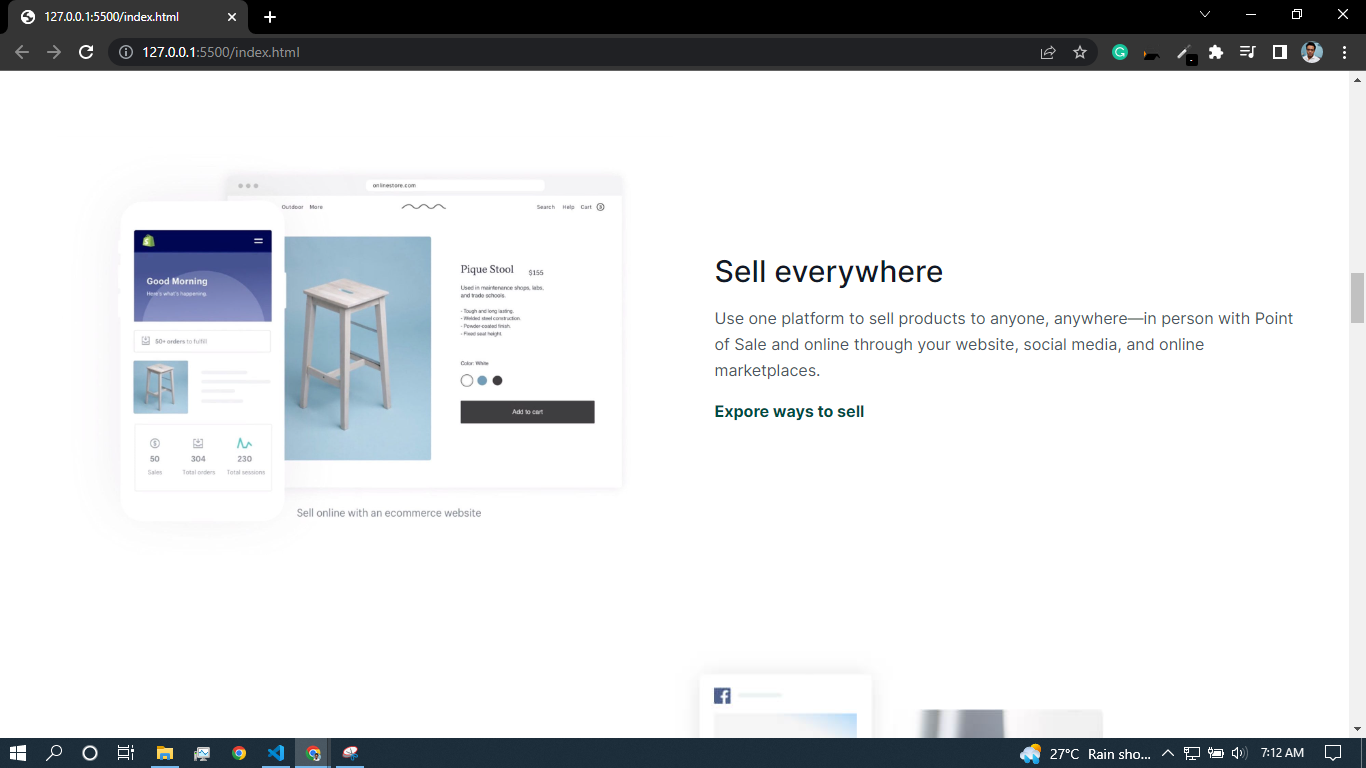 127.0.0.1:5500/index.html
127.0.0.1:5500/index.html
onlinestore.com
Outdoor More
Search Help Cart 3
Good Morning
Here's what's happening.
50+ orders to fulfill
50 304 230
Sales Total orders Total sessions
Pique Stool $155
Used in maintenance shops, labs,
and trade schools.
- Tough and long lasting.
- Welded steel construction.
- Powder-coated finish.
- Fixed seat height.
Color: White
Add to cart
Sell online with an ecommerce website
Sell everywhere
Use one platform to sell products to anyone, anywhere—in person with Point
of Sale and online through your website, social media, and online
marketplaces.
Expore ways to sell
27°C Rain sho...
7:12 AM